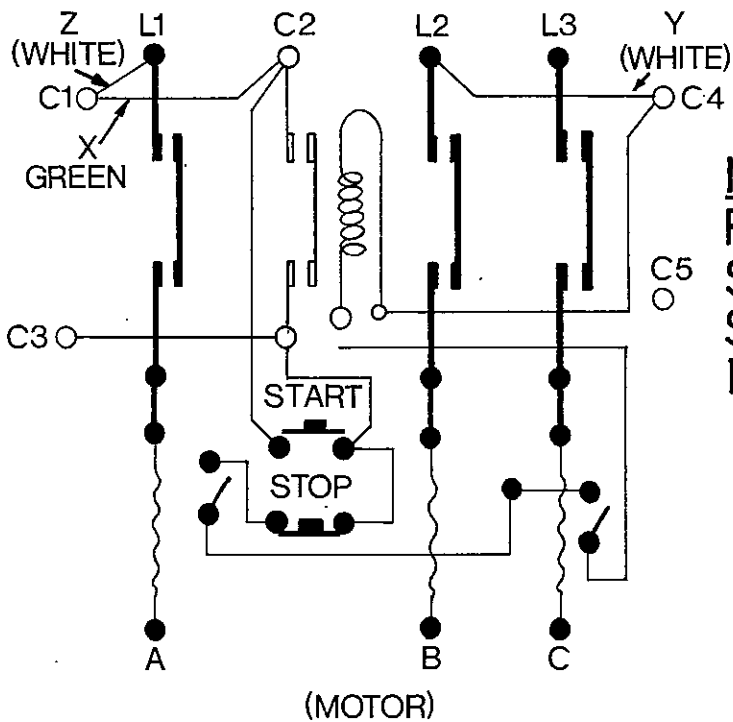 Z
(WHITE)
L1
C2
L2
L3
Y
(WHITE)
C1
C4
X
GREEN
C5
C3
START
STOP
A
B
C
(MOTOR)